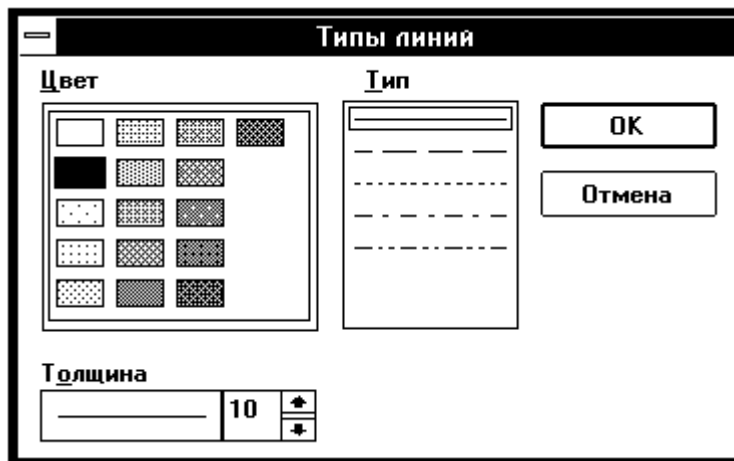 Типы линий
Цвет
Тип
OK
Отмена
Толщина
10